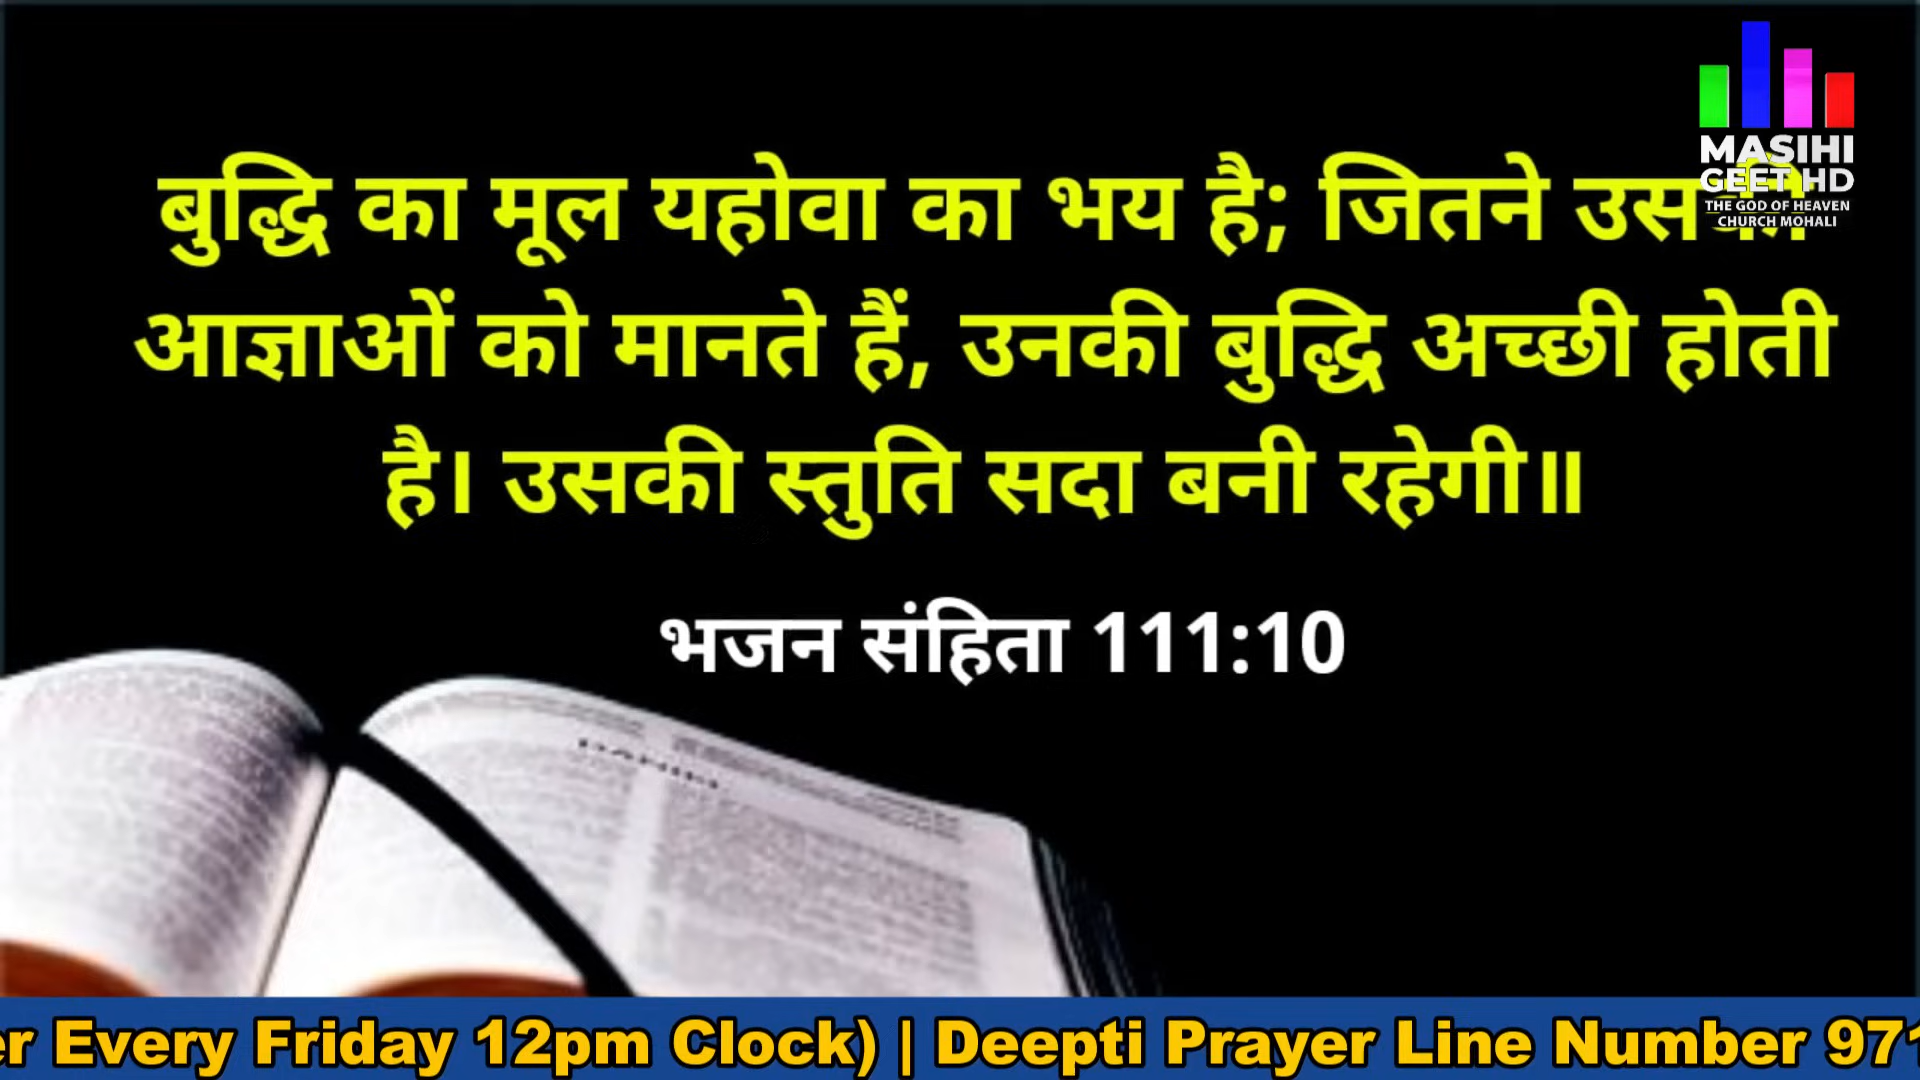 बुद्धि का मूल यहोवा का भय है; जितने उसकी
आज्ञाओं को मानते हैं, उनकी बुद्धि अच्छी होती
है। उसकी स्तुति सदा बनी रहेगी॥
भजन संहिता 111:10
MASIHI
GEET HD
THE GOD OF HEAVEN
CHURCH MOHALI
er Every Friday 12pm Clock) | Deepti Prayer Line Number 971